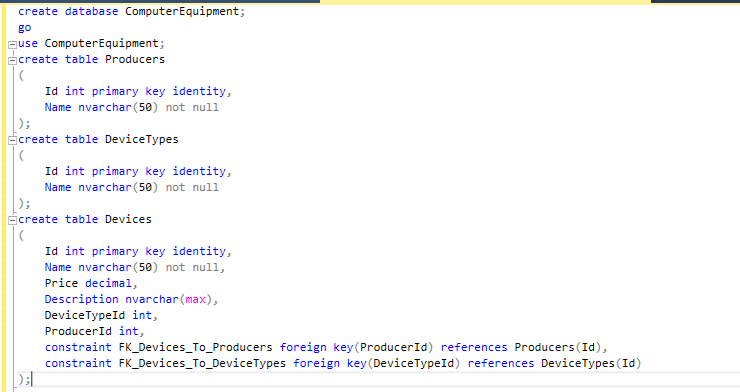 create database ComputerEquipment;
go
use ComputerEquipment;
create table Producers
(
    Id int primary key identity,
    Name nvarchar(50) not null
);
create table DeviceTypes
(
    Id int primary key identity,
    Name nvarchar(50) not null
);
create table Devices
(
    Id int primary key identity,
    Name nvarchar(50) not null,
    Price decimal,
    Description nvarchar(max),
    DeviceTypeId int,
    ProducerId int,
    constraint FK_Devices_To_Producers foreign key(ProducerId) references Producers(Id),
    constraint FK_Devices_To_DeviceTypes foreign key(DeviceTypeId) references DeviceTypes(Id)
);